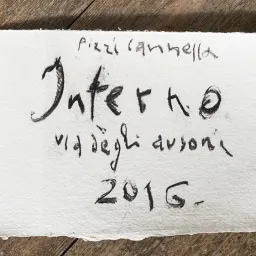 Pizzi Cannella
Interno
via degli ausoni
2016.